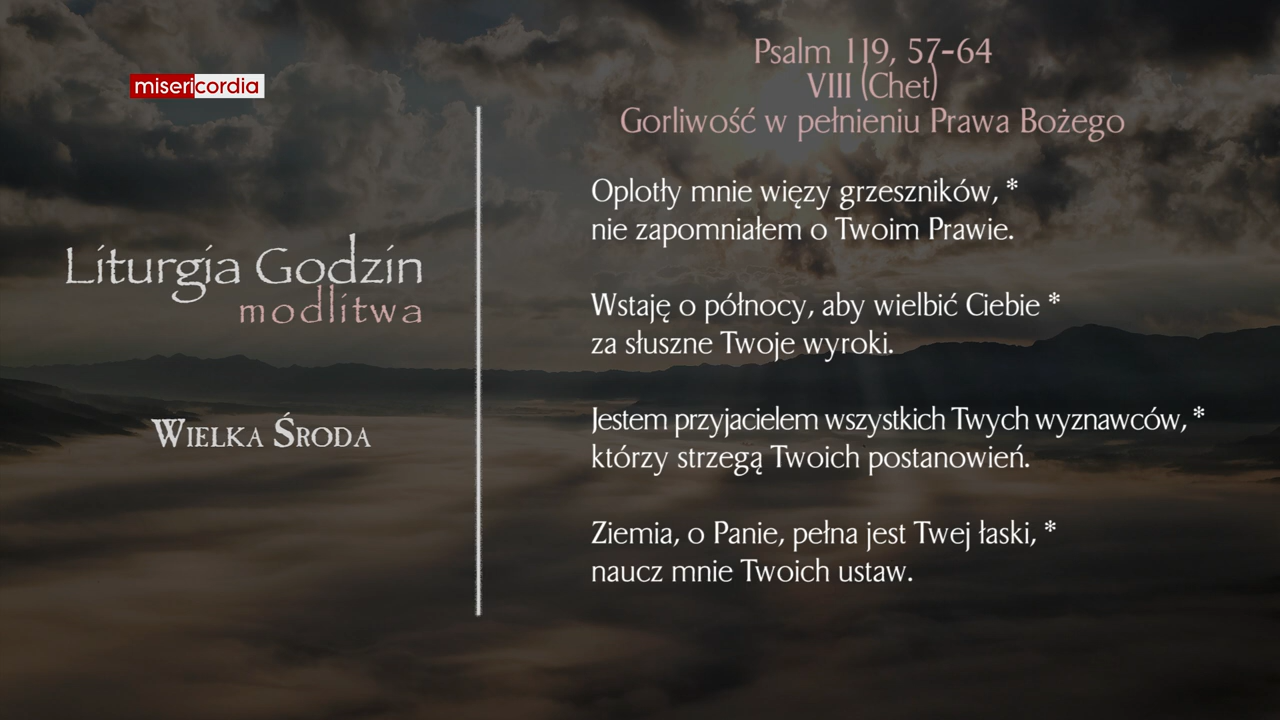 misericordia
Liturgia Godzin
modlitwa
Wielka Środa
Psalm 119, 57-64
VIII (Chet)
Gorliwość w pełnieniu Prawa Bożego
Oplotły mnie więzy grzeszników, *
nie zapomniałem o Twoim Prawie.
Wstaję o północy, aby wielbić Ciebie *
za słuszne Twoje wyroki.
Jestem przyjacielem wszystkich Twych wyznawców, *
którzy strzegą Twoich postanowień.
Ziemia, o Panie, pełna jest Twej łaski, *
naucz mnie Twoich ustaw.